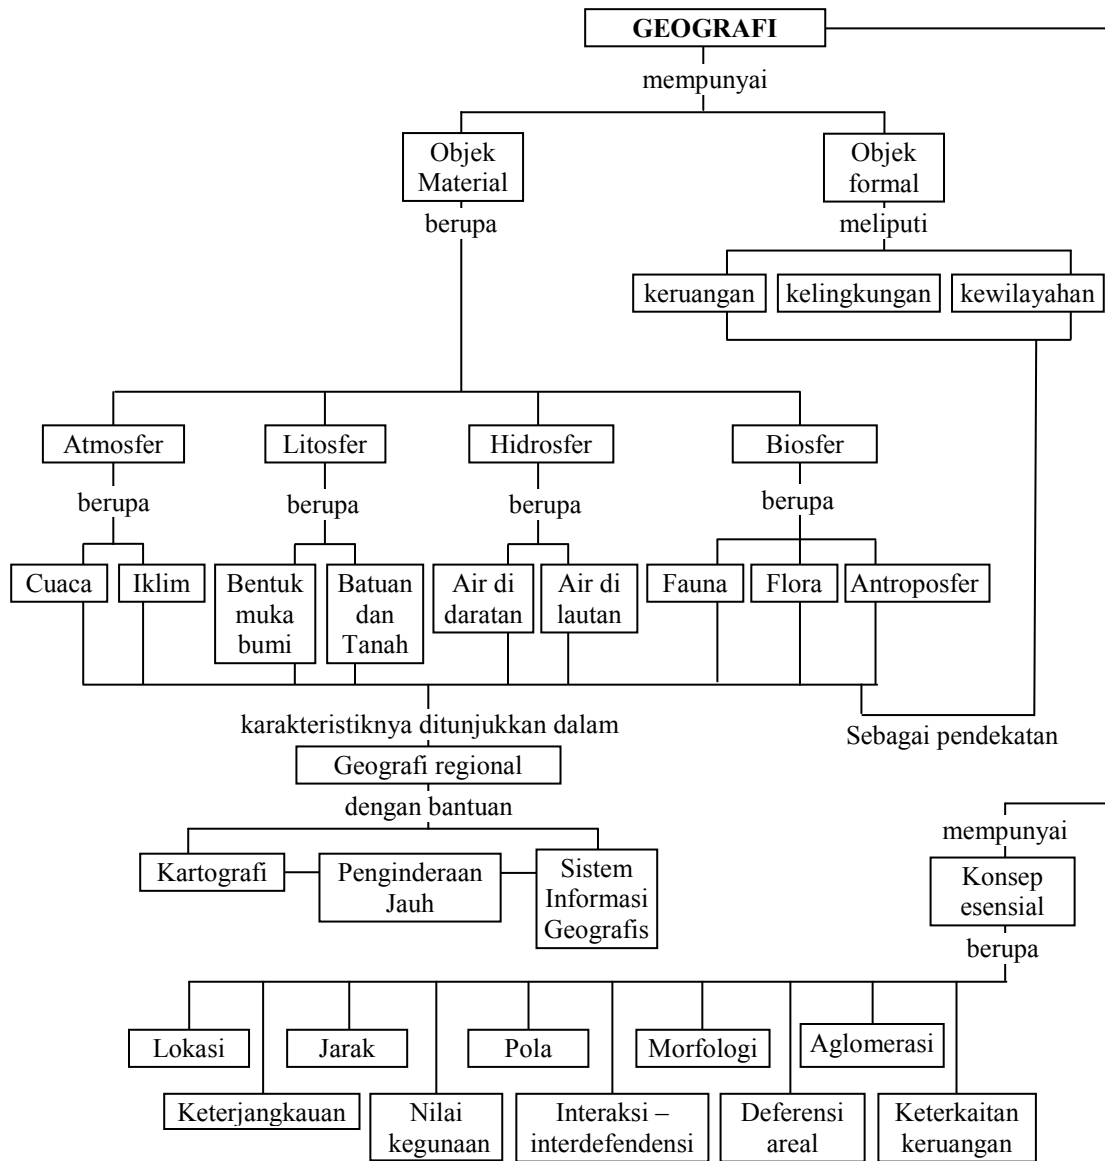 GEOGRAFI
mempunyai
Objek
Material
Objek
formal
berupa
meliputi
keruangan
kelingkungan
kewilayahan
Atmosfer
Litosfer
Hidrosfer
Biosfer
berupa
berupa
berupa
berupa
Cuaca
Iklim
Bentuk
muka
bumi
Batuan
dan
Tanah
Air di
daratan
Air di
lautan
Fauna
Flora
Antroposfer
karakteristiknya ditunjukkan dalam
Sebagai pendekatan
Geografi regional
dengan bantuan
Kartografi
Penginderaan
Jauh
Sistem
Informasi
Geografis
mempunyai
Konsep
esensial
berupa
Lokasi
Jarak
Pola
Morfologi
Aglomerasi
Keterjangkauan
Nilai
kegunaan
Interaksi –
interdefendensi
Deferensi
areal
Keterkaitan
keruangan